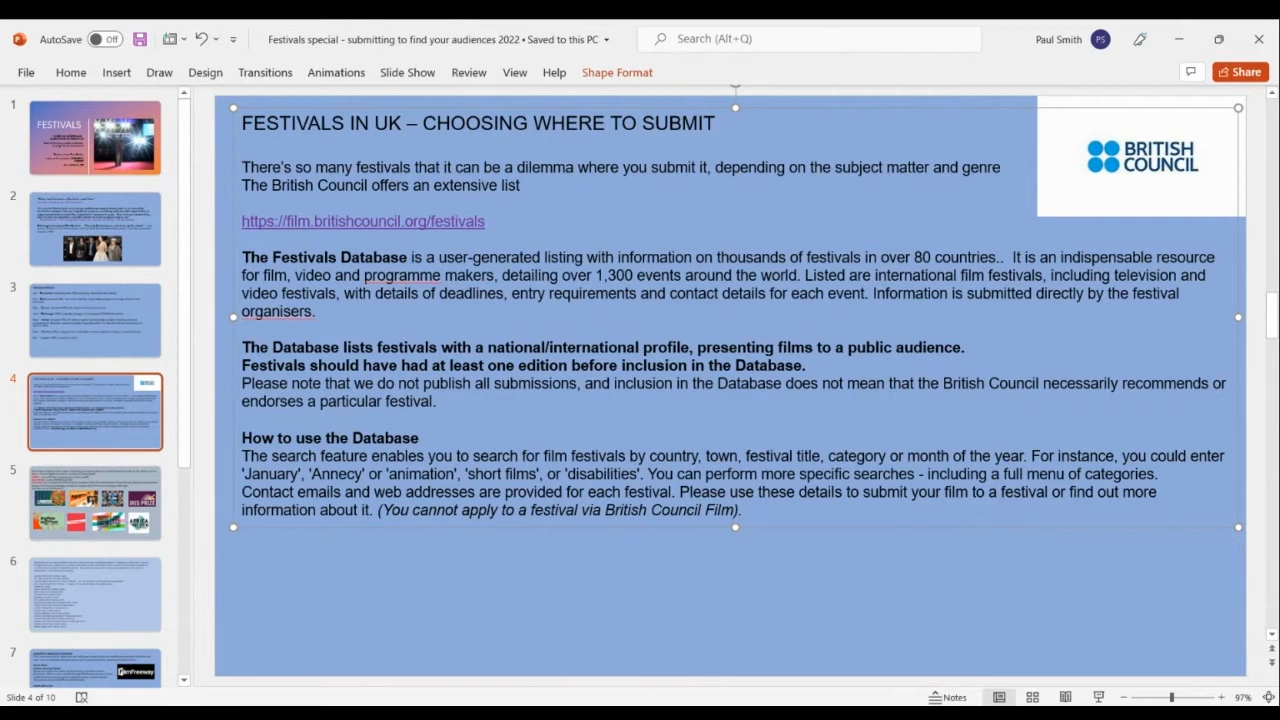 AutoSave Off Festivals special - submitting to find your audiences 2022 • Saved to this PC Search (Alt+Q) Paul Smith PS
File Home Insert Draw Design Transitions Animations Slide Show Review View Help Shape Format Share
1
FESTIVALS
2
3
4
5
6
7
FilmFreeway
FESTIVALS IN UK – CHOOSING WHERE TO SUBMIT
BRITISH
COUNCIL
There's so many festivals that it can be a dilemma where you submit it, depending on the subject matter and genre
The British Council offers an extensive list
https://film.britishcouncil.org/festivals
The Festivals Database is a user-generated listing with information on thousands of festivals in over 80 countries.. It is an indispensable resource
for film, video and programme makers, detailing over 1,300 events around the world. Listed are international film festivals, including television and
video festivals, with details of deadlines, entry requirements and contact details for each event. Information is submitted directly by the festival
organisers.
The Database lists festivals with a national/international profile, presenting films to a public audience.
Festivals should have had at least one edition before inclusion in the Database.
Please note that we do not publish all submissions, and inclusion in the Database does not mean that the British Council necessarily recommends or
endorses a particular festival.
How to use the Database
The search feature enables you to search for film festivals by country, town, festival title, category or month of the year. For instance, you could enter
'January', 'Norway' or 'animation', 'short film', or 'disabilities'. You can perform more specific searches, including a full menu of categories.
Contact emails and web addresses are provided for each festival. Please use these details to submit your film to a festival or find out more
information about it. (You cannot apply to a festival via British Council Film).
Slide 4 of 10 Notes 97%